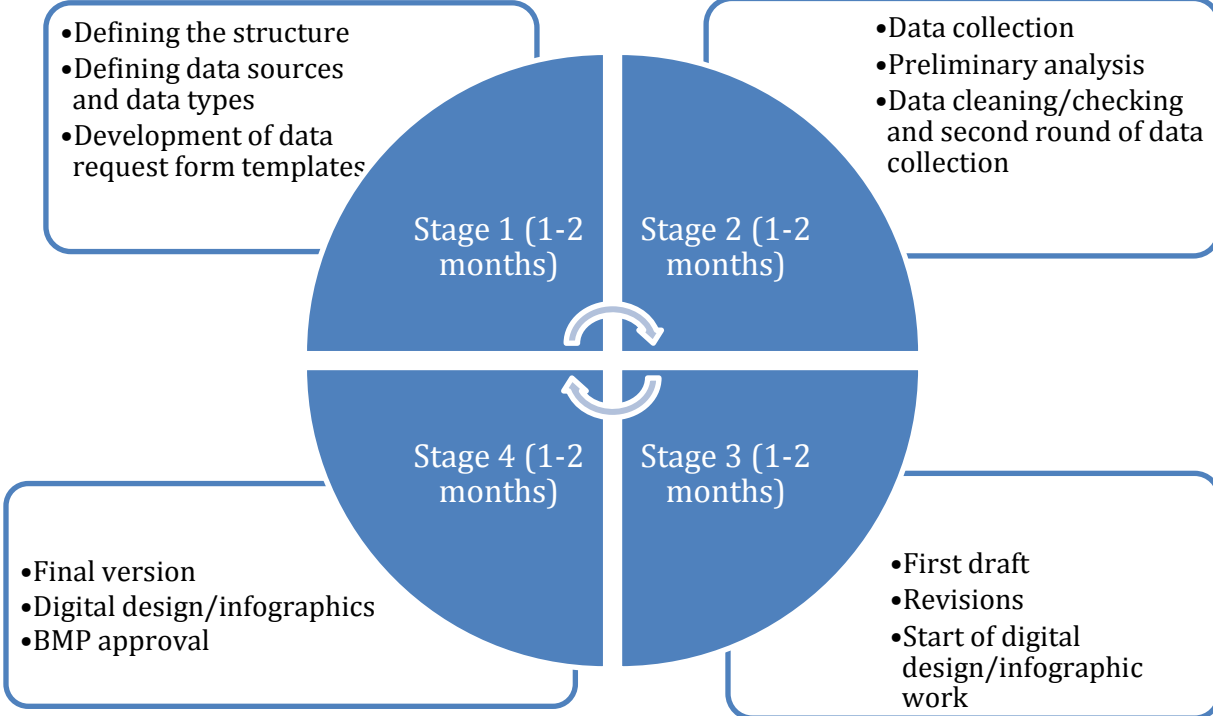 •Defining the structure
•Defining data sources
and data types
•Development of data
request form templates
•Data collection
•Preliminary analysis
•Data cleaning/checking
and second round of data
collection
Stage 1 (1-2
months)
Stage 2 (1-2
months)
Stage 4 (1-2
months)
Stage 3 (1-2
months)
•Final version
•Digital design/infographics
•BMP approval
•First draft
•Revisions
•Start of digital
design/infographic
work